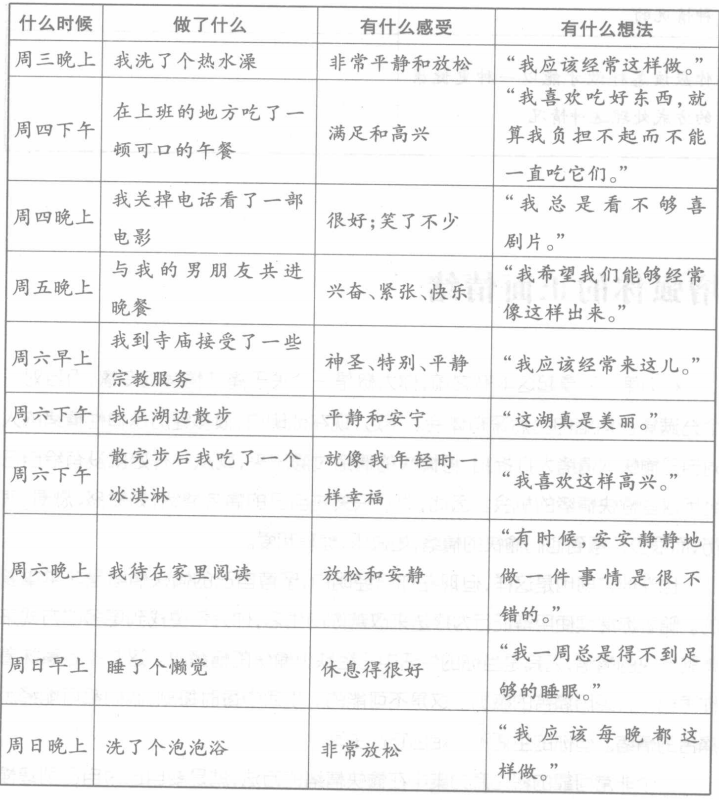 什么时候 做了什么 有什么感受 有什么想法
周三晚上 我洗了个热水澡 非常平静和放松 “我应该经常这样做。”
周四下午 在上班的地方吃了一顿可口的午餐 满足和高兴 “我喜欢吃好东西,就算我负担不起而不能一直吃它们。”
周四晚上 我关掉电话看了一部电影 很好;笑了不少 “我总是看不够喜剧片。”
周五晚上 与我的男朋友共进晚餐 兴奋、紧张、快乐 “我希望我们能够经常像这样出来。”
周六早上 我到寺庙接受了一些宗教服务 神圣、特别、平静 “我应该经常来这儿。”
周六下午 我在湖边散步 平静和安宁 “这湖真是美丽。”
周六下午 散完步后我吃了一个冰淇淋 就像我年轻时一样幸福 “我喜欢这样高兴。”
周六晚上 我待在家里阅读 放松和安静 “有时候,安安静静地做一件事情是很不错的。”
周日早上 睡了个懒觉 休息得很好 “我一周总是得不到足够的睡眠。”
周日晚上 洗了个泡泡浴 非常放松 “我应该每晚都这样做。”